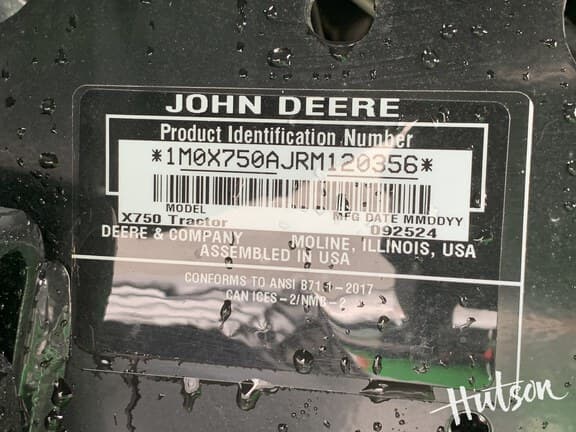 JOHN DEERE
Product Identification Number
*1M0X750AJRM120356*
MODEL
X750 Tractor
MFG DATE MMDDYY
092524
DEERE & COMPANY MOLINE, ILLINOIS, USA
ASSEMBLED IN USA
CONFORMS TO ANSI B71.1-2017
CAN ICES-2/NMB-2
Hutson